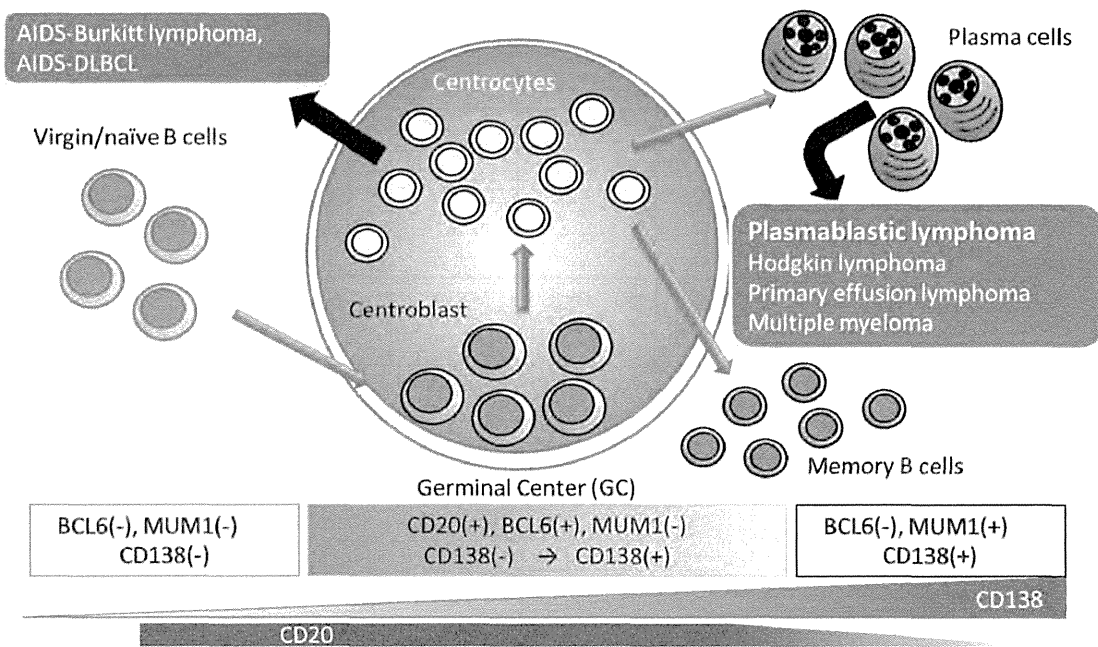 AIDS-Burkitt lymphoma,
AIDS-DLBCL
Virgin/naïve B cells
Centrocytes
Centroblast
Plasma cells
Plasmablastic lymphoma
Hodgkin lymphoma
Primary effusion lymphoma
Multiple myeloma
Memory B cells
Germinal Center (GC)
BCL6(-), MUM1(-)
CD138(-)
CD20(+), BCL6(+), MUM1(-)
CD138(-) → CD138(+)
BCL6(-), MUM1(+)
CD138(+)
CD138
CD20